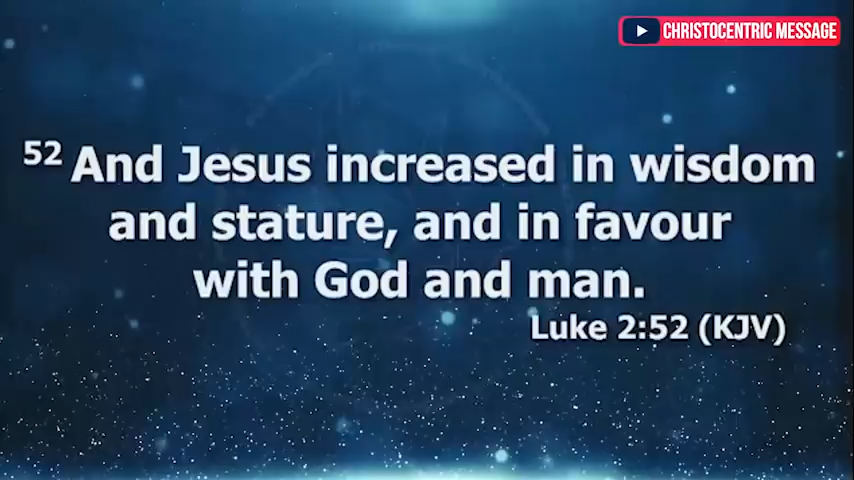 CHRISTOCENTRIC MESSAGE
52 And Jesus increased in wisdom
and stature, and in favour
with God and man.
Luke 2:52 (KJV)